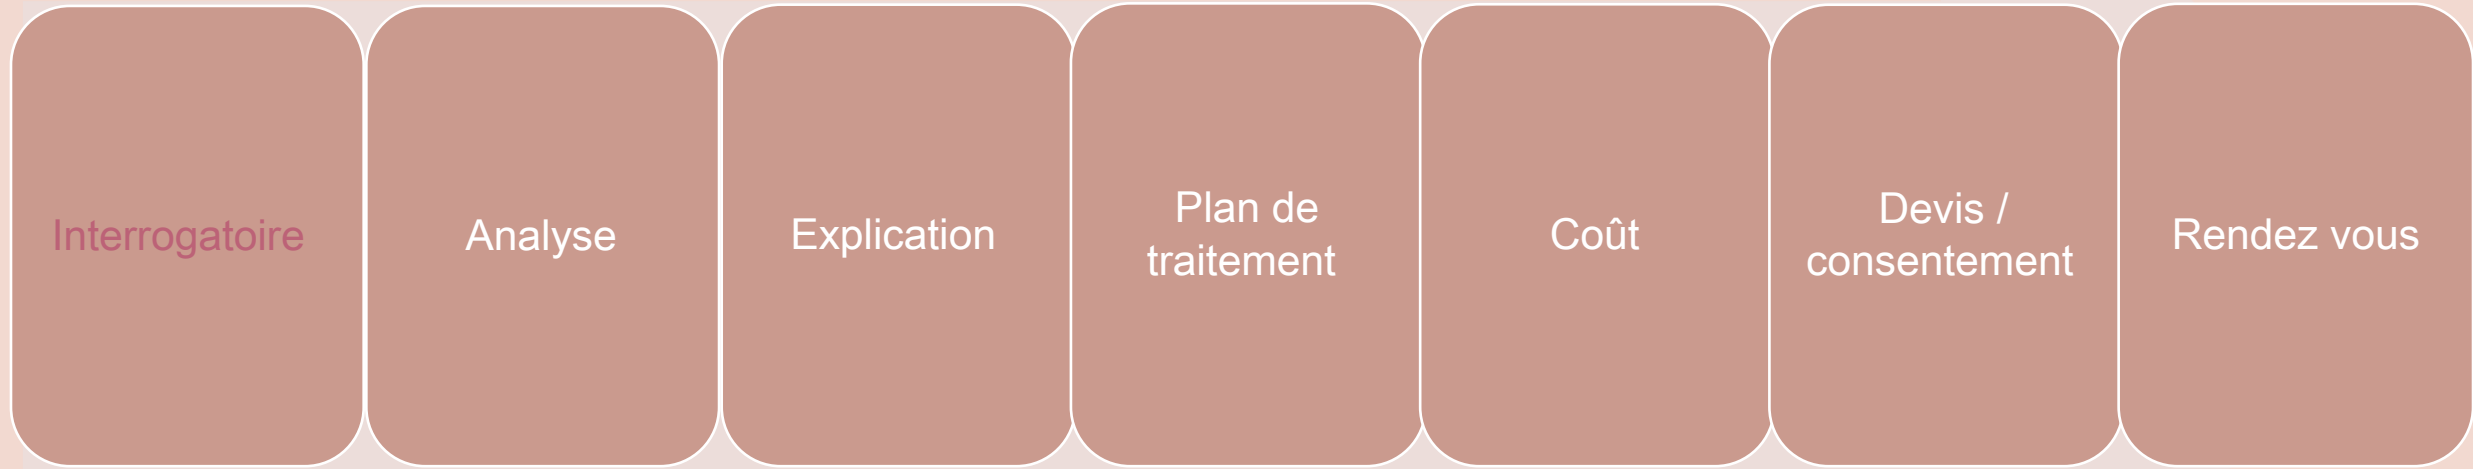 Interrogatoire
Analyse
Explication
Plan de
traitement
Coût
Devis /
consentement
Rendez vous